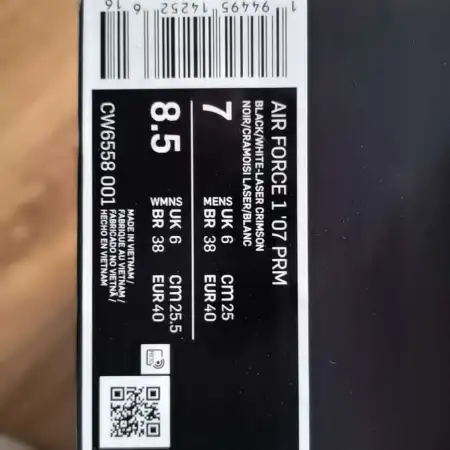 AIR FORCE 1 '07 PRM
BLACK/WHITE-LASER CRIMSON
NOIR/CRAMOISI LASER/BLANC
7 MENS UK 6 CM 25
BR 38 EUR 40
8.5 WMNS UK 6 CM 25.5
BR 38 EUR 40
CW6558 001
MADE IN VIETNAM /
FABRIQUE AU VIETNAM /
FABRICADO NO VIETNÃ /
HECHO EN VIETNAM
1 94495 14252 6